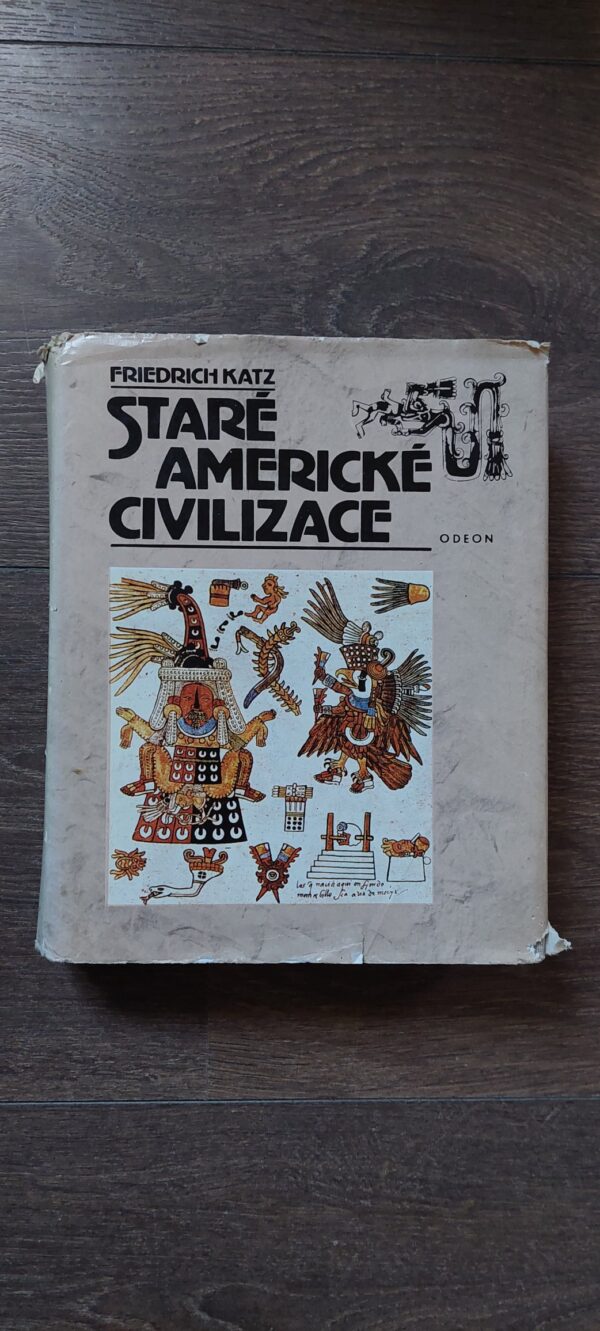 FRIEDRICH KATZ
STARÉ
AMERICKÉ
CIVILIZACE
ODEON